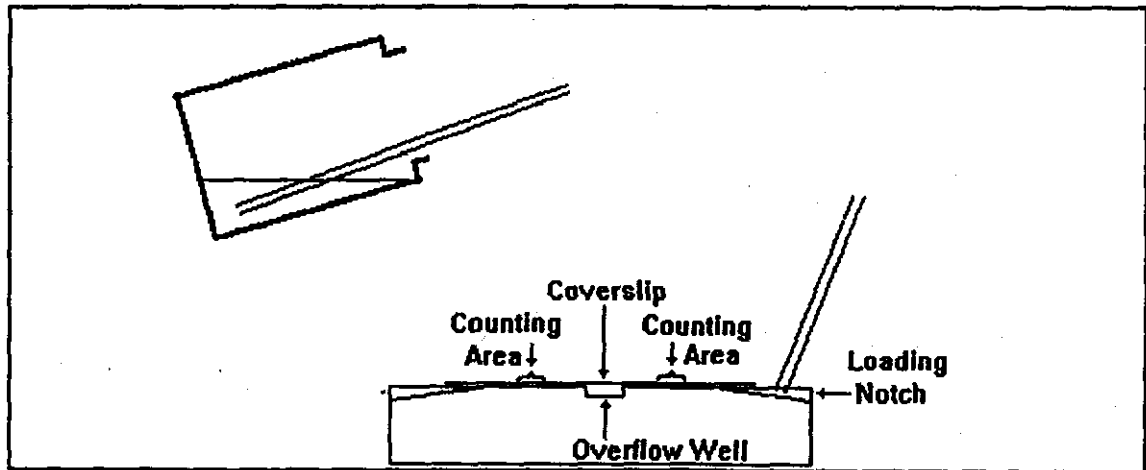 Coverslip
Counting
Area
Counting
Area
Loading
Notch
Overflow Well